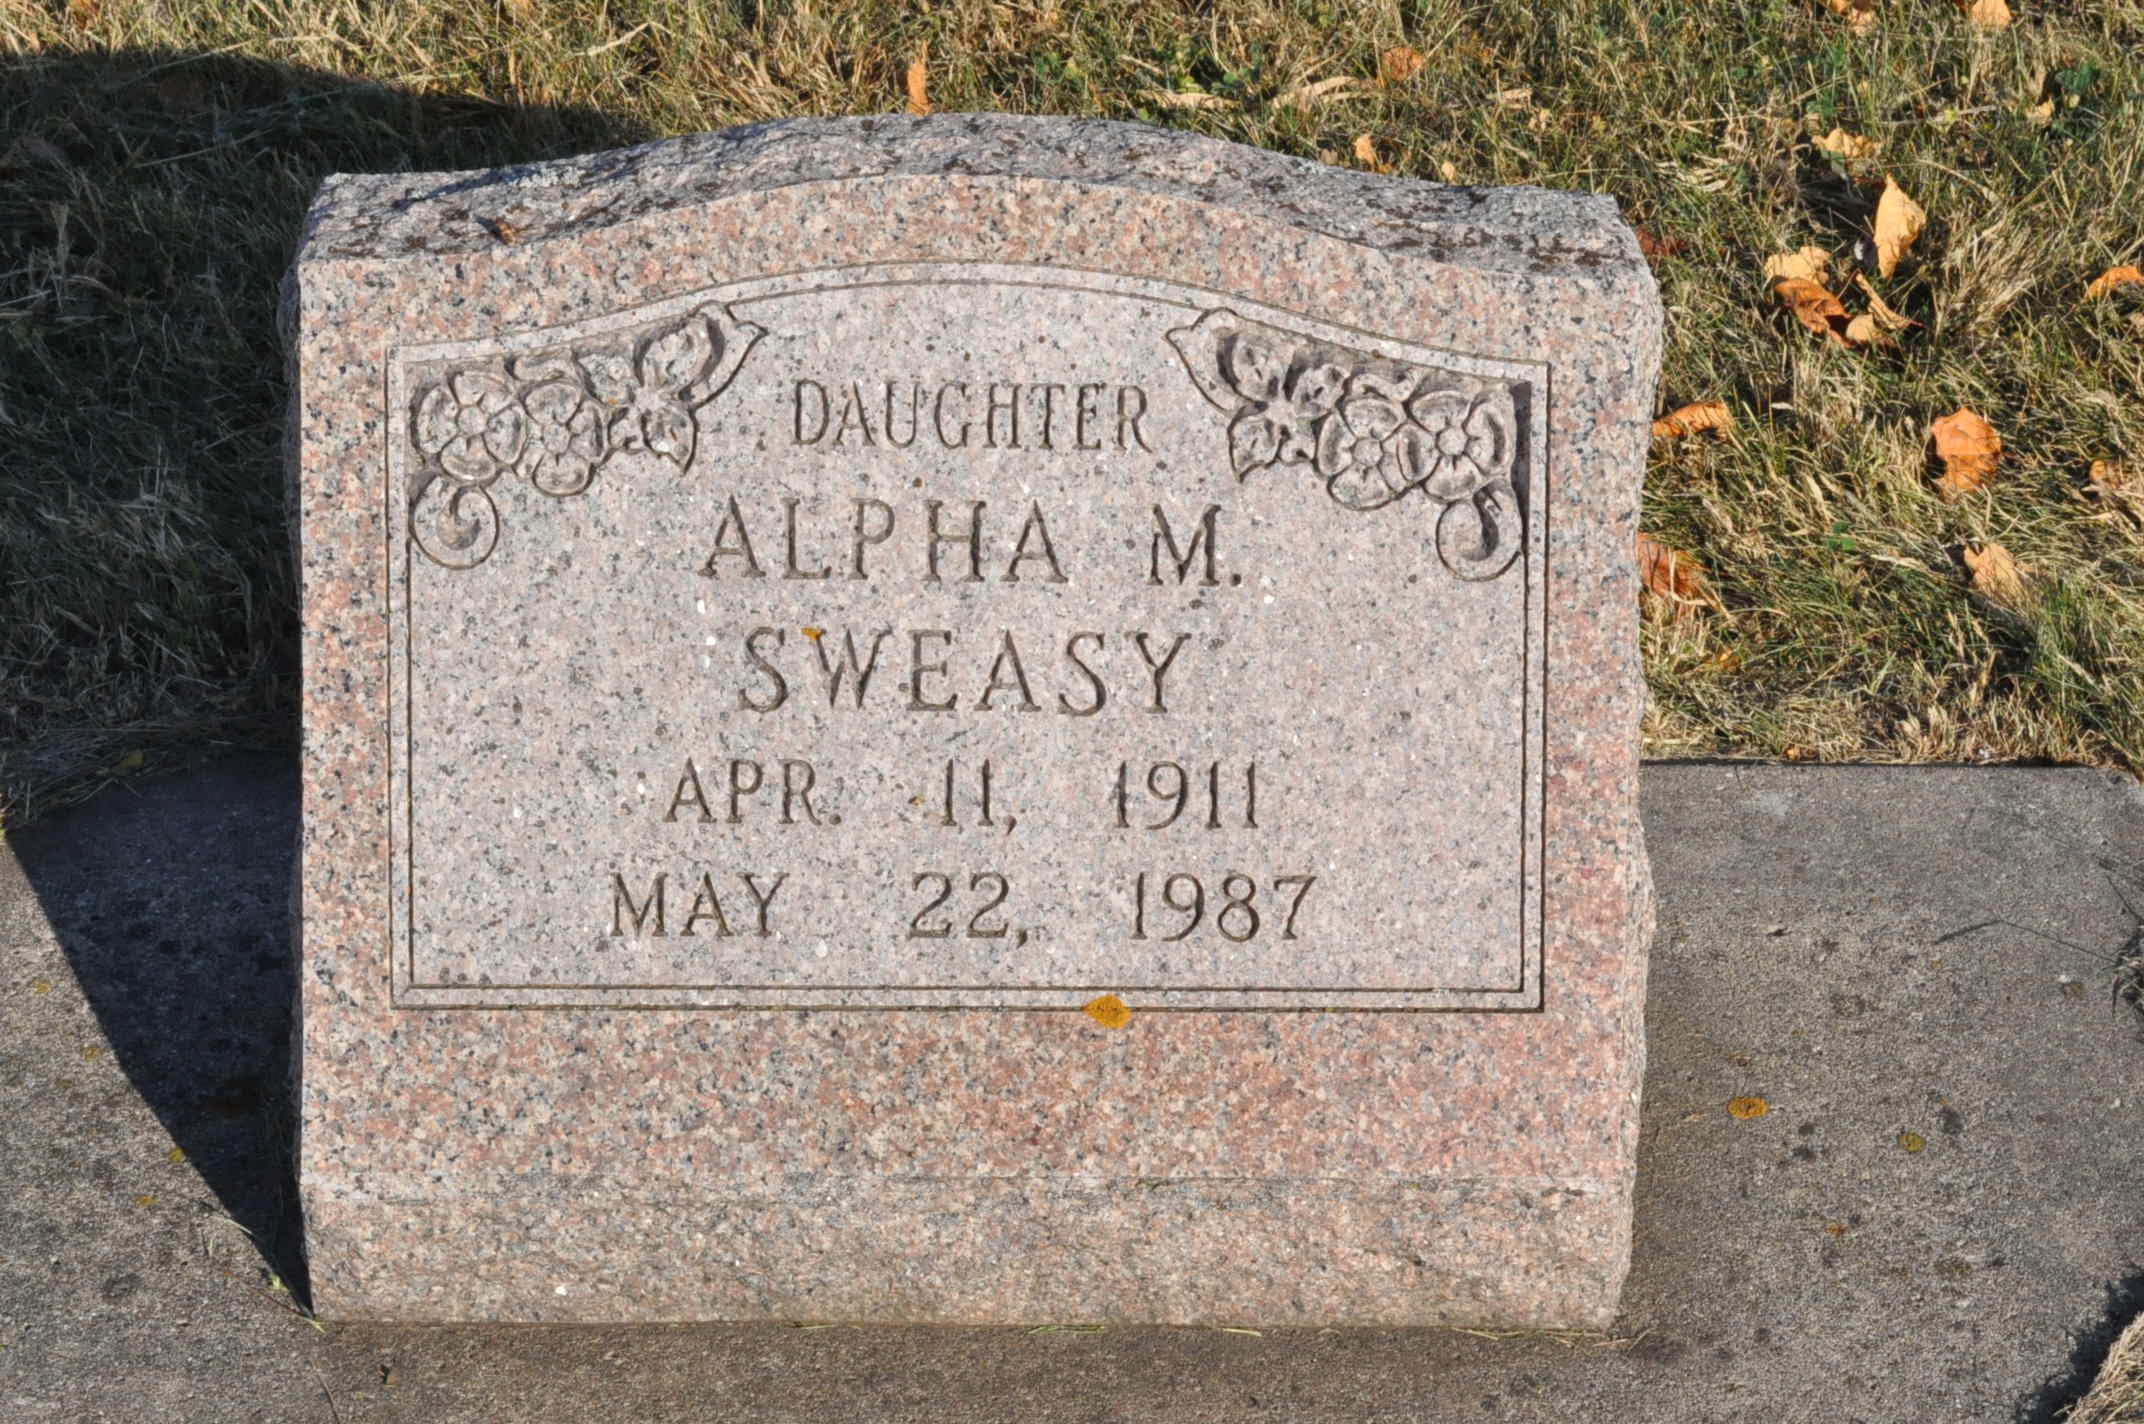 DAUGHTER
ALPHA M.
SWEASY
APR. 11, 1911
MAY 22, 1987